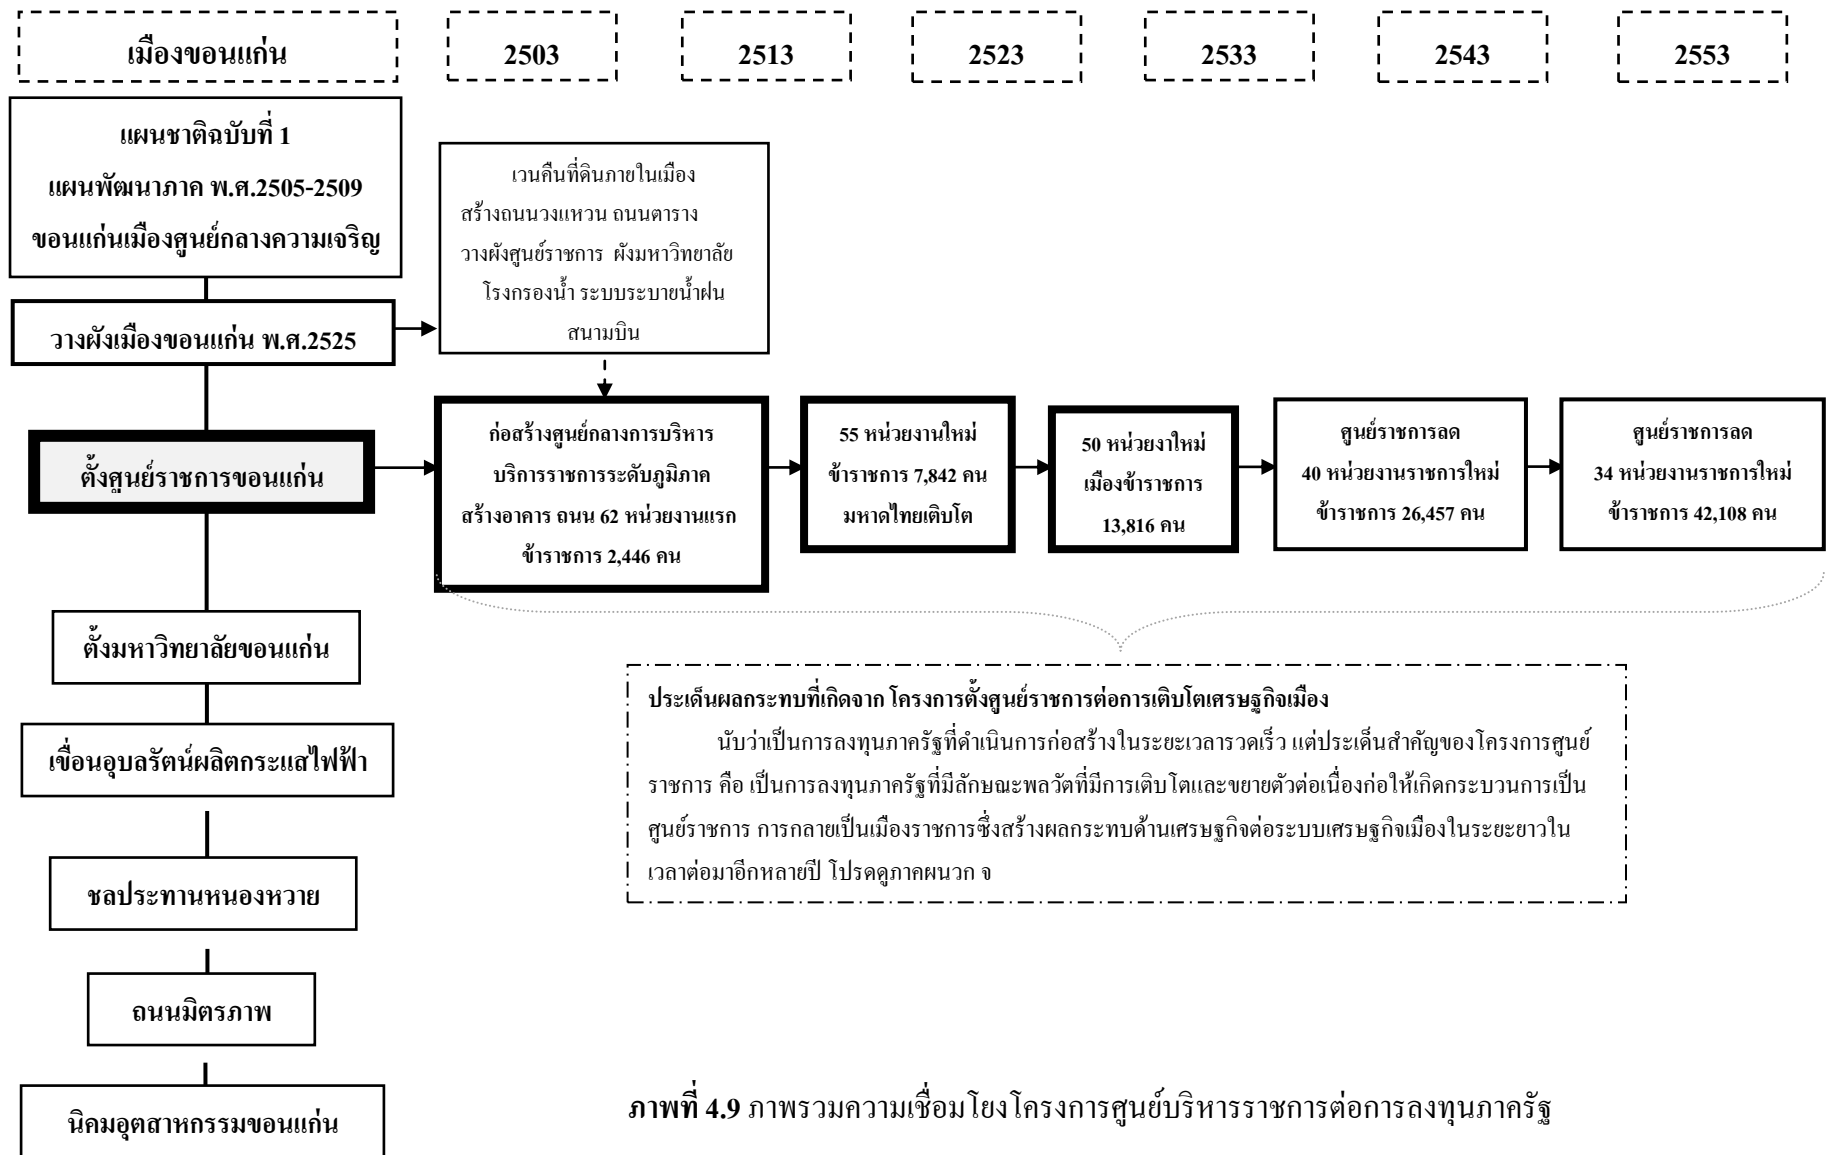 เมืองขอนแก่น
2503
2513
2523
2533
2543
2553
แผนชาติฉบับที่ 1
แผนพัฒนาภาค พ.ศ.2505-2509
ขอนแก่นเมืองศูนย์กลางความเจริญ
เวนคืนที่ดินภายในเมือง
สร้างถนนวงแหวน ถนนตาราง
วางผังศูนย์ราชการ ผังมหาวิทยาลัย
โรงกรองน้ำ ระบบระบายน้ำฝน
สนามบิน
วางผังเมืองขอนแก่น พ.ศ.2525
ตั้งศูนย์ราชการขอนแก่น
ก่อสร้างศูนย์กลางการบริหาร
บริการราชการระดับภูมิภาค
สร้างอาคาร ถนน 62 หน่วยงานแรก
ข้าราชการ 2,446 คน
55 หน่วยงานใหม่
ข้าราชการ 7,842 คน
มหาดไทยเติบโต
50 หน่วยงาใหม่
เมืองข้าราชการ
13,816 คน
ศูนย์ราชการลด
40 หน่วยงานราชการใหม่
ข้าราชการ 26,457 คน
ศูนย์ราชการลด
34 หน่วยงานราชการใหม่
ข้าราชการ 42,108 คน
ตั้งมหาวิทยาลัยขอนแก่น
เขื่อนอุบลรัตน์ผลิตกระแสไฟฟ้า
ชลประทานหนองหวาย
ถนนมิตรภาพ
นิคมอุตสาหกรรมขอนแก่น
ประเด็นผลกระทบที่เกิดจาก โครงการตั้งศูนย์ราชการต่อการเติบโตเศรษฐกิจเมือง
นับว่าเป็นการลงทุนภาครัฐที่ดำเนินการก่อสร้างในระยะเวลารวดเร็ว แต่ประเด็นสำคัญของโครงการศูนย์
ราชการ คือ เป็นการลงทุนภาครัฐที่มีลักษณะพลวัตที่มีการเติบโตและขยายตัวต่อเนื่องก่อให้เกิดกระบวนการเป็น
ศูนย์ราชการ การกลายเป็นเมืองราชการซึ่งสร้างผลกระทบด้านเศรษฐกิจต่อระบบเศรษฐกิจเมืองในระยะยาวใน
เวลาต่อมาอีกหลายปี โปรดดูภาคผนวก จ
ภาพที่ 4.9 ภาพรวมความเชื่อมโยงโครงการศูนย์บริหารราชการต่อการลงทุนภาครัฐ